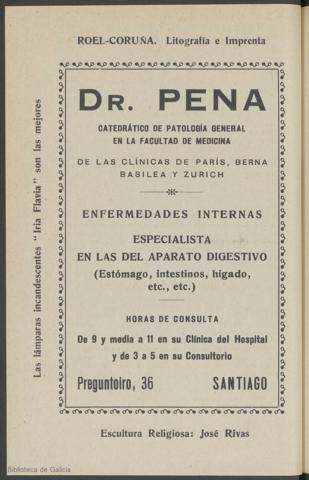 ROEL-CORUÑA. Litografía e Imprenta
Las lámparas incandescentes "Iria Flavia" son las mejores
DR. PENA
CATEDRÁTICO DE PATOLOGÍA GENERAL
EN LA FACULTAD DE MEDICINA
DE LAS CLÍNICAS DE PARÍS, BERNA
BASILEA Y ZURICH
ENFERMEDADES INTERNAS
ESPECIALISTA
EN LAS DEL APARATO DIGESTIVO
(Estómago, intestinos, hígado,
etc., etc.)
HORAS DE CONSULTA
De 9 y media a 11 en su Clínica del Hospital
y de 3 a 5 en su Consultorio
Preguntoiro, 36 SANTIAGO
Escultura Religiosa: José Rivas
Biblioteca de Galicia